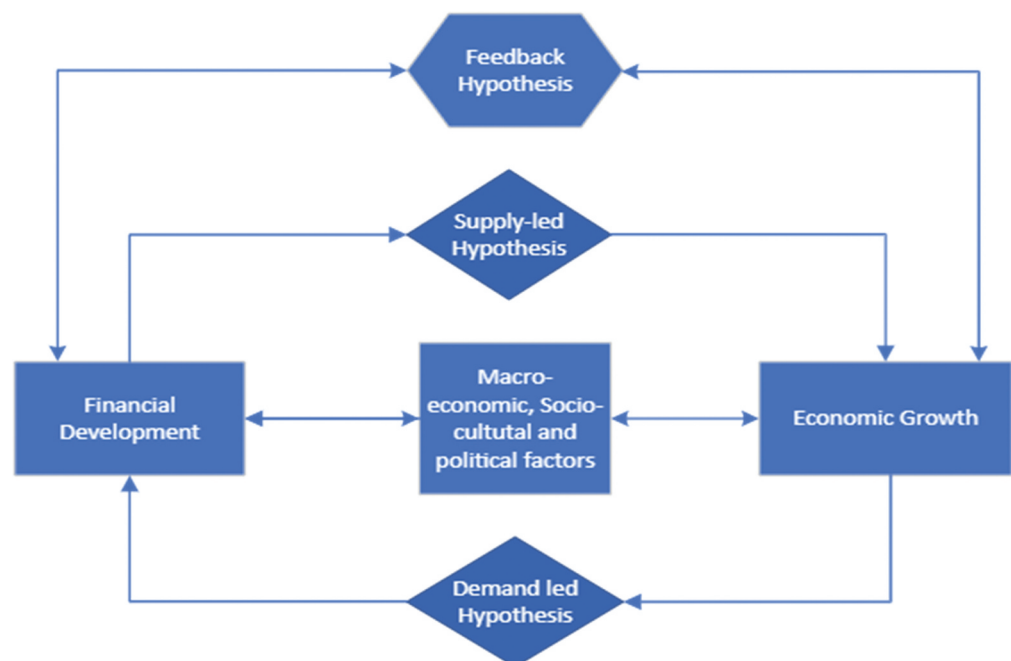 Feedback
Hypothesis
Supply-led
Hypothesis
Financial
Development
Macro-
economic, Socio-
cultutal and
political factors
Economic Growth
Demand led
Hypothesis